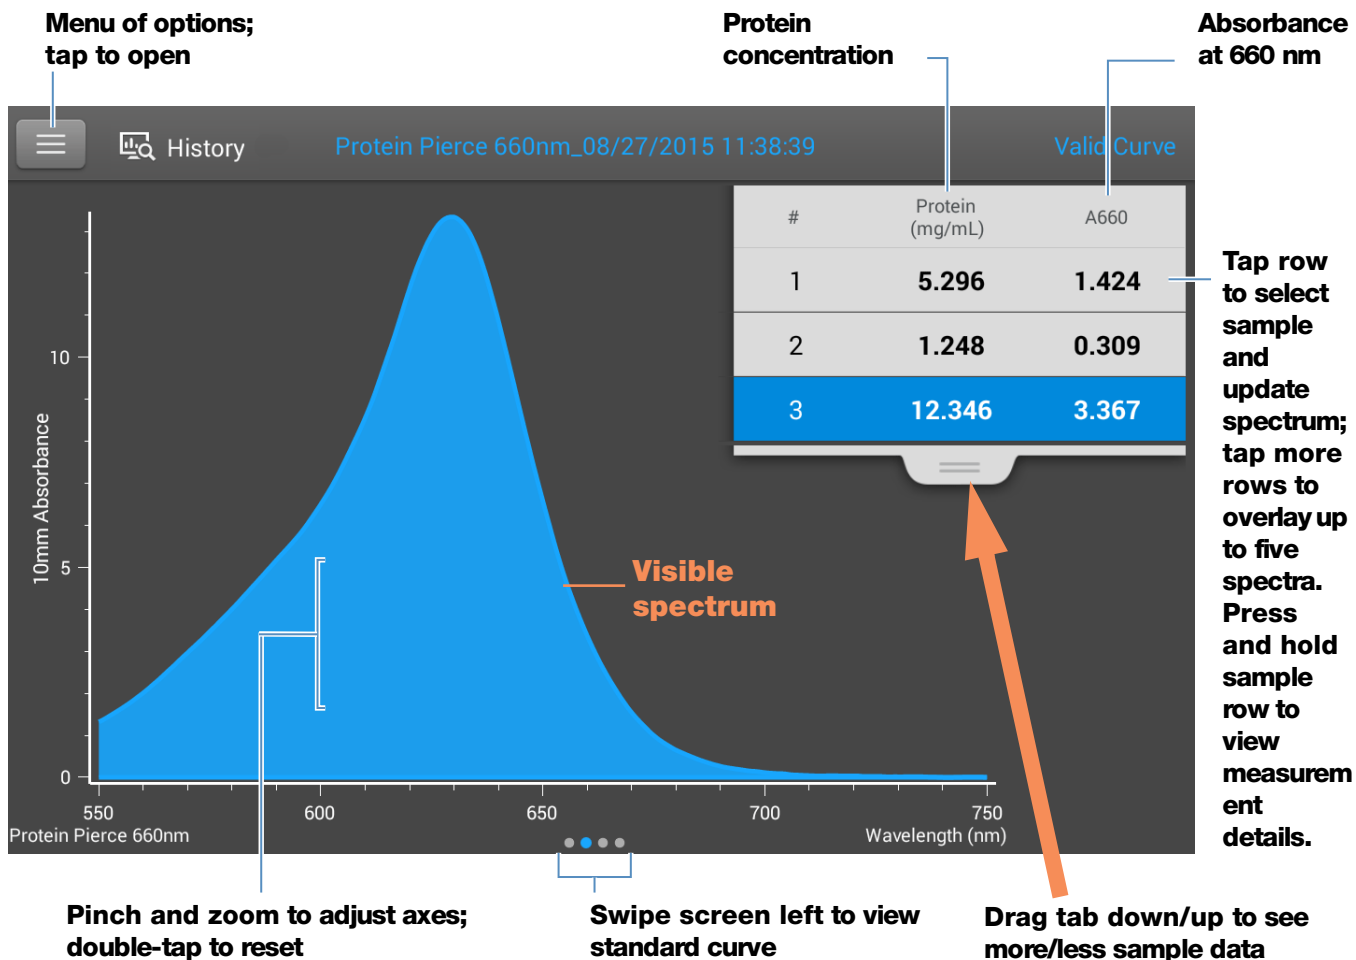 Menu of options;
tap to open
Protein
concentration
Absorbance
at 660 nm
History
Protein Pierce 660nm_08/27/2015 11:38:39
Valid Curve
# Protein (mg/mL) A660
1 5.296 1.424
2 1.248 0.309
3 12.346 3.367
Tap row
to select
sample
and
update
spectrum;
tap more
rows to
overlay up
to five
spectra.
Press
and hold
sample
row to
view
measurem
ent
details.
10mm Absorbance
10
5
0
Visible
spectrum
550 600 650 700 750
Protein Pierce 660nm
Wavelength (nm)
Pinch and zoom to adjust axes;
double-tap to reset
Swipe screen left to view
standard curve
Drag tab down/up to see
more/less sample data